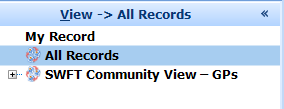 View -> All Records «
My Record
All Records
SWFT Community View – GPs